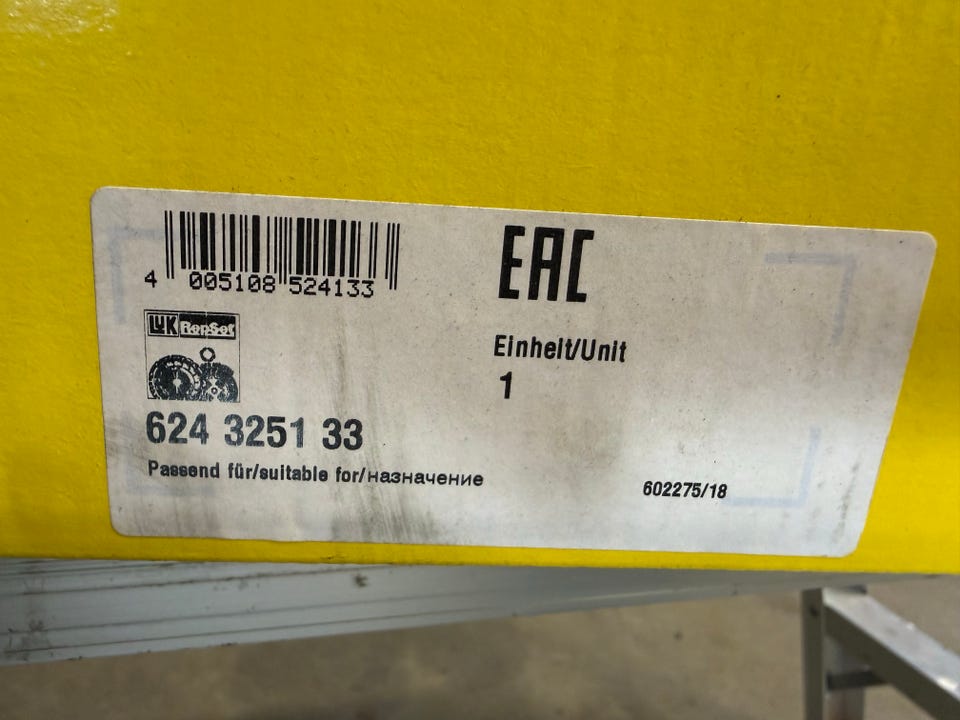 4 005108 524133
EAC
LUK RepSet
Einheit/Unit
1
624 3251 33
Passend für/suitable for/назначение
602275/18